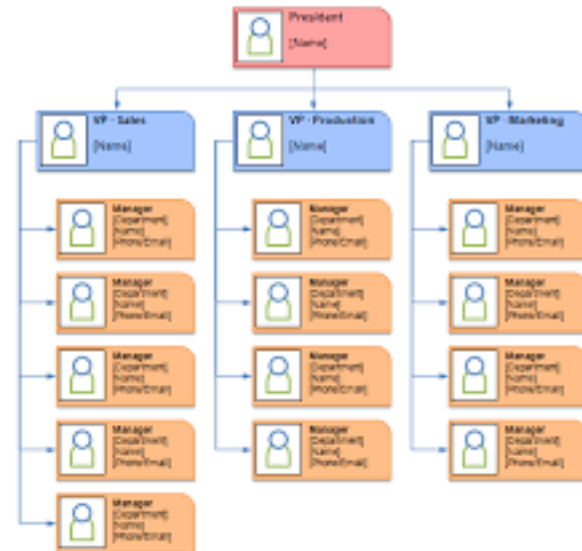 President
[Name]
VP - Sales
[Name]
VP - Production
[Name]
VP - Marketing
[Name]
Manager
[Department]
[Name]
[Phone/Email]
Manager
[Department]
[Name]
[Phone/Email]
Manager
[Department]
[Name]
[Phone/Email]
Manager
[Department]
[Name]
[Phone/Email]
Manager
[Department]
[Name]
[Phone/Email]
Manager
[Department]
[Name]
[Phone/Email]
Manager
[Department]
[Name]
[Phone/Email]
Manager
[Department]
[Name]
[Phone/Email]
Manager
[Department]
[Name]
[Phone/Email]
Manager
[Department]
[Name]
[Phone/Email]
Manager
[Department]
[Name]
[Phone/Email]
Manager
[Department]
[Name]
[Phone/Email]
Manager
[Department]
[Name]
[Phone/Email]